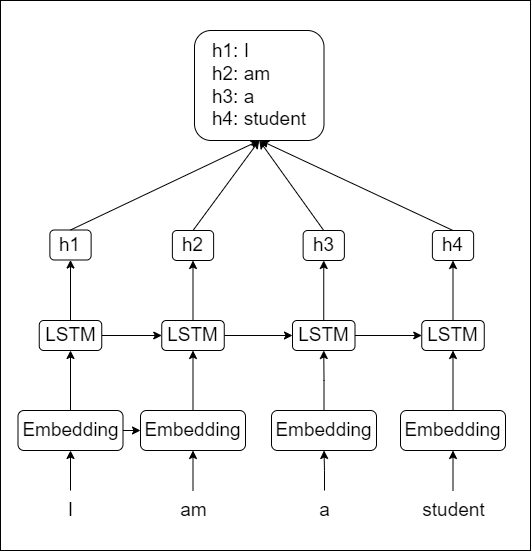 h1: I
h2: am
h3: a
h4: student
h1 h2 h3 h4
LSTM LSTM LSTM LSTM
Embedding Embedding Embedding Embedding
I am a student